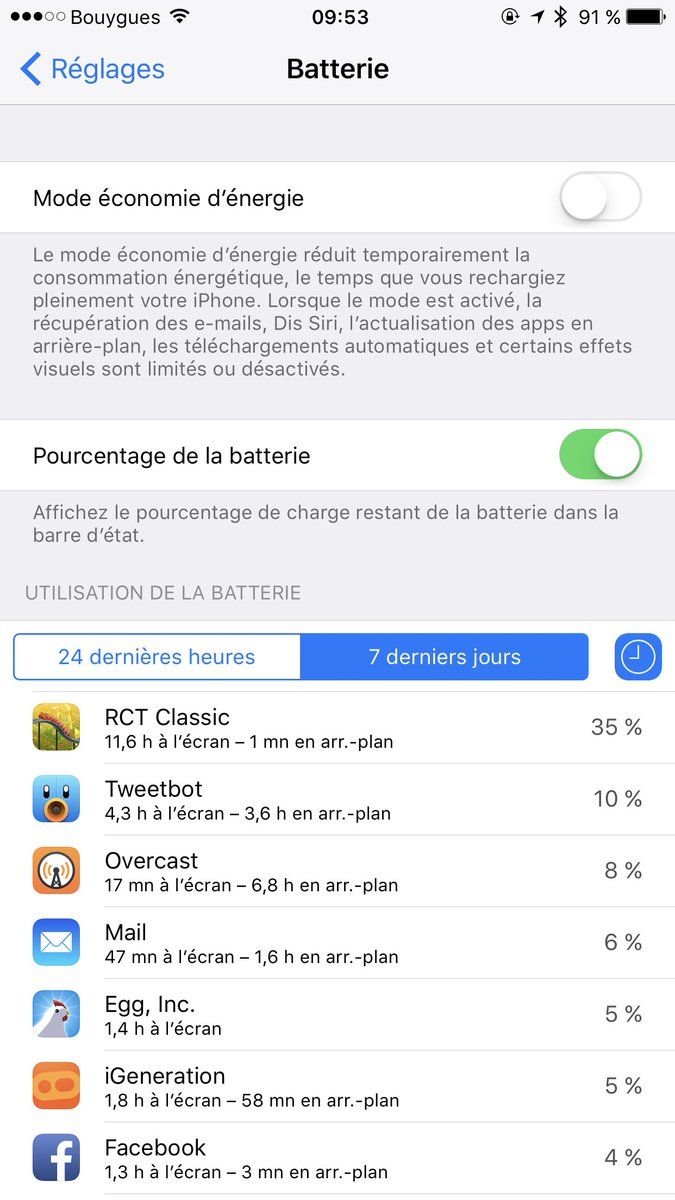 Bouygues 09:53 91 %
Réglages Batterie
Mode économie d’énergie
Le mode économie d’énergie réduit temporairement la
consommation énergétique, le temps que vous rechargiez
pleinement votre iPhone. Lorsque le mode est activé, la
récupération des e-mails, Dis Siri, l’actualisation des apps en
arrière-plan, les téléchargements automatiques et certains effets
visuels sont limités ou désactivés.
Pourcentage de la batterie
Affichez le pourcentage de charge restant de la batterie dans la
barre d’état.
UTILISATION DE LA BATTERIE
24 dernières heures 7 derniers jours
RCT Classic 35 %
11,6 h à l’écran – 1 mn en arr.-plan
Tweetbot 10 %
4,3 h à l’écran – 3,6 h en arr.-plan
Overcast 8 %
17 mn à l’écran – 6,8 h en arr.-plan
Mail 6 %
47 mn à l’écran – 1,6 h en arr.-plan
Egg, Inc. 5 %
1,4 h à l’écran
iGeneration 5 %
1,8 h à l’écran – 58 mn en arr.-plan
Facebook 4 %
1,3 h à l’écran – 3 mn en arr.-plan